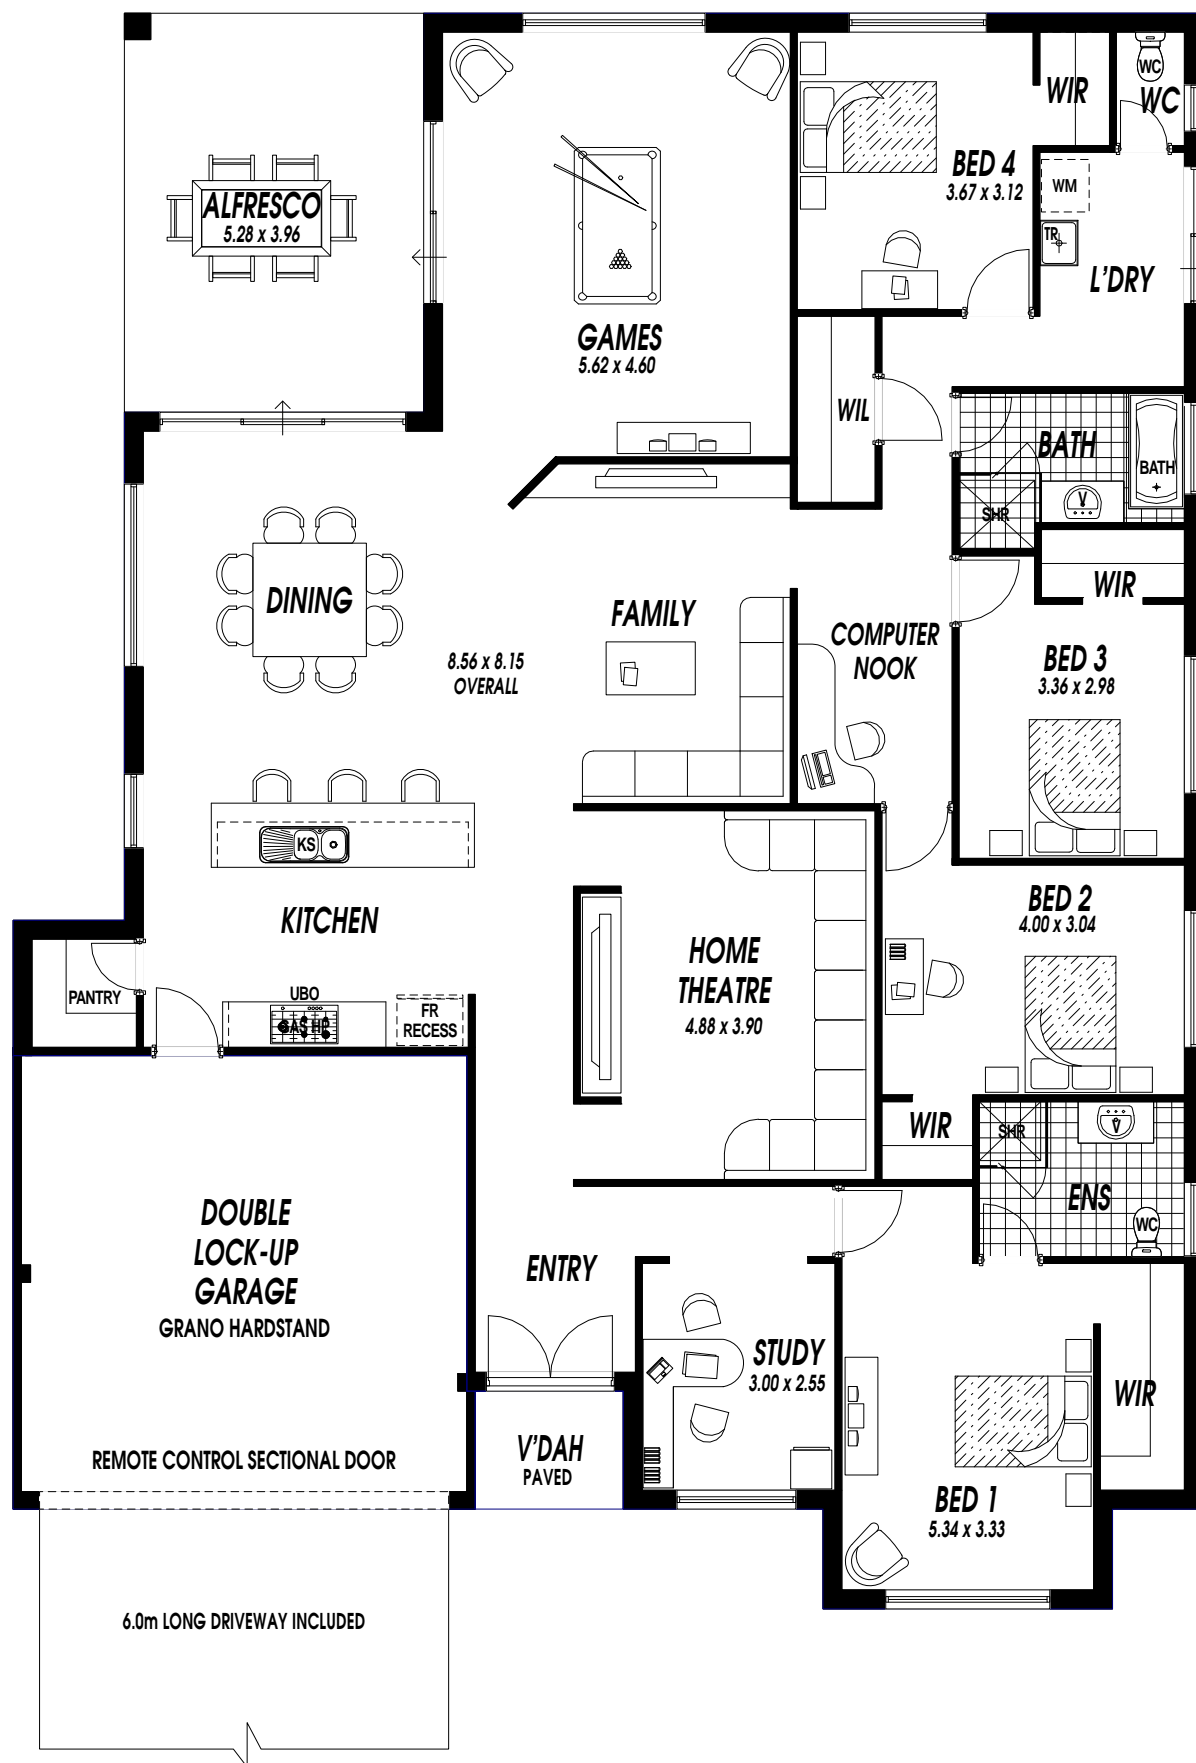 WIR
WC
WC
BED 4
3.67 x 3.12
WM
TR
L'DRY
ALFRESCO
5.28 x 3.96
GAMES
5.62 x 4.60
WIL
BATH
BATH
V
SHR
WIR
DINING
FAMILY
8.56 x 8.15
OVERALL
COMPUTER
NOOK
BED 3
3.36 x 2.98
KS
KITCHEN
BED 2
4.00 x 3.04
HOME
THEATRE
4.88 x 3.90
PANTRY
UBO
GAS HP
FR
RECESS
WIR
SHR
V
ENS
WC
DOUBLE
LOCK-UP
GARAGE
GRANO HARDSTAND
ENTRY
STUDY
3.00 x 2.55
WIR
V'DAH
PAVED
REMOTE CONTROL SECTIONAL DOOR
BED 1
5.34 x 3.33
6.0m LONG DRIVEWAY INCLUDED